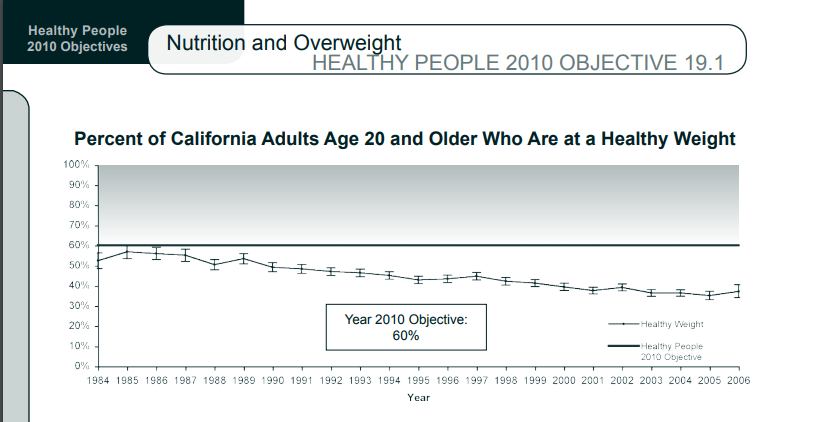 Healthy People
2010 Objectives
Nutrition and Overweight
HEALTHY PEOPLE 2010 OBJECTIVE 19.1
Percent of California Adults Age 20 and Older Who Are at a Healthy Weight
100%
90%
80%
70%
60%
50%
40%
30%
20%
10%
0%
Year 2010 Objective:
60%
Healthy Weight
Healthy People
2010 Objective
1984 1985 1986 1987 1988 1989 1990 1991 1992 1993 1994 1995 1996 1997 1998 1999 2000 2001 2002 2003 2004 2005 2006
Year